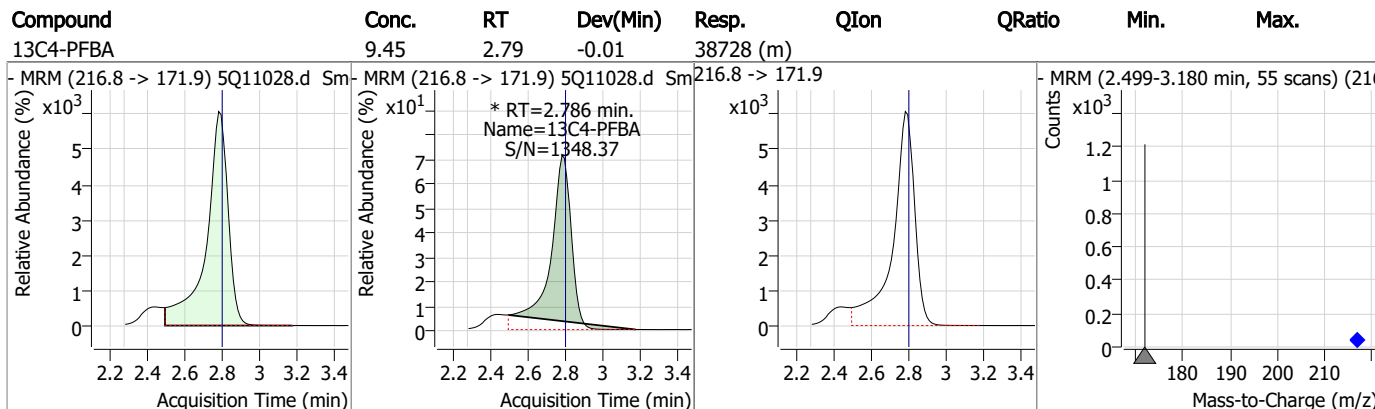 Compound Conc. RT Dev(Min) Resp. QIon QRatio Min. Max.
13C4-PFBA 9.45 2.79 -0.01 38728 (m)
- MRM (216.8 -> 171.9) 5Q11028.d Sm
x10³
Relative Abundance (%)
5
4
3
2
1
0
2.2 2.4 2.6 2.8 3 3.2 3.4
Acquisition Time (min)
- MRM (216.8 -> 171.9) 5Q11028.d Sm
x10¹
Relative Abundance (%)
* RT=2.786 min.
Name=13C4-PFBA
S/N=1348.37
7
6
5
4
3
2
1
0
2.2 2.4 2.6 2.8 3 3.2 3.4
Acquisition Time (min)
216.8 -> 171.9
x10³
5
4
3
2
1
0
2.2 2.4 2.6 2.8 3 3.2 3.4
Acquisition Time (min)
- MRM (2.499-3.180 min, 55 scans) (216
x10³
Counts
1.2
1
0.8
0.6
0.4
0.2
0
180 190 200 210
Mass-to-Charge (m/z)